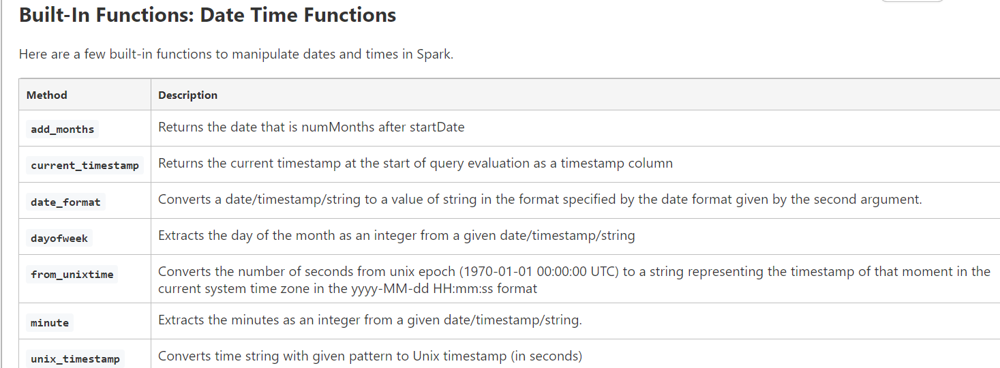 Built-In Functions: Date Time Functions
Here are a few built-in functions to manipulate dates and times in Spark.
Method Description
add_months Returns the date that is numMonths after startDate
current_timestamp Returns the current timestamp at the start of query evaluation as a timestamp column
date_format Converts a date/timestamp/string to a value of string in the format specified by the date format given by the second argument.
dayofweek Extracts the day of the month as an integer from a given date/timestamp/string
from_unixtime Converts the number of seconds from unix epoch (1970-01-01 00:00:00 UTC) to a string representing the timestamp of that moment in the
current system time zone in the yyyy-MM-dd HH:mm:ss format
minute Extracts the minutes as an integer from a given date/timestamp/string.
unix_timestamp Converts time string with given pattern to Unix timestamp (in seconds)